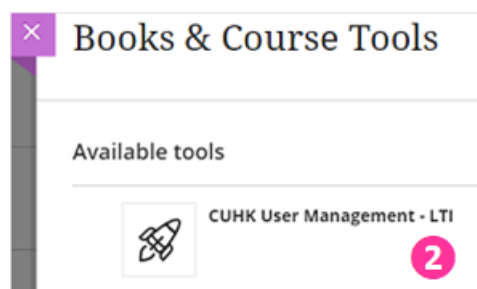 Books & Course Tools
Available tools
CUHK User Management - LTI
2